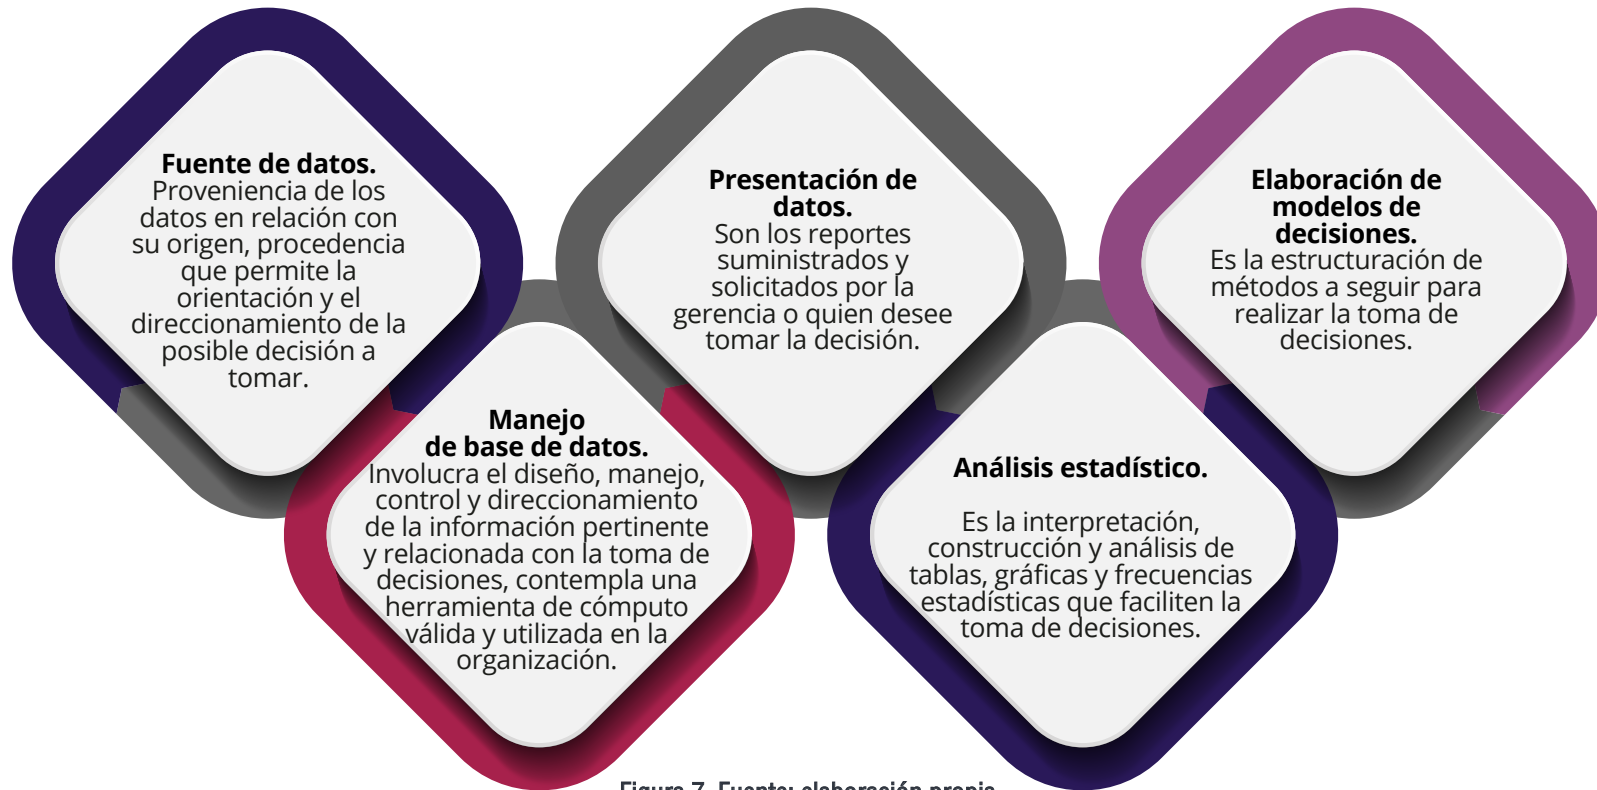 Fuente de datos.
Proveniencia de los
datos en relación con
su origen, procedencia
que permite la
orientación y el
direccionamiento de la
posible decisión a
tomar.
Manejo
de base de datos.
Involucra el diseño, manejo,
control y direccionamiento
de la información pertinente
y relacionada con la toma de
decisiones, contempla una
herramienta de cómputo
válida y utilizada en la
organización.
Presentación de
datos.
Son los reportes
suministrados y
solicitados por la
gerencia o quien desee
tomar la decisión.
Análisis estadístico.
Es la interpretación,
construcción y análisis de
tablas, gráficas y frecuencias
estadísticas que faciliten la
toma de decisiones.
Elaboración de
modelos de
decisiones.
Es la estructuración de
métodos a seguir para
realizar la toma de
decisiones.
Figura 7. Fuente: elaboración propia